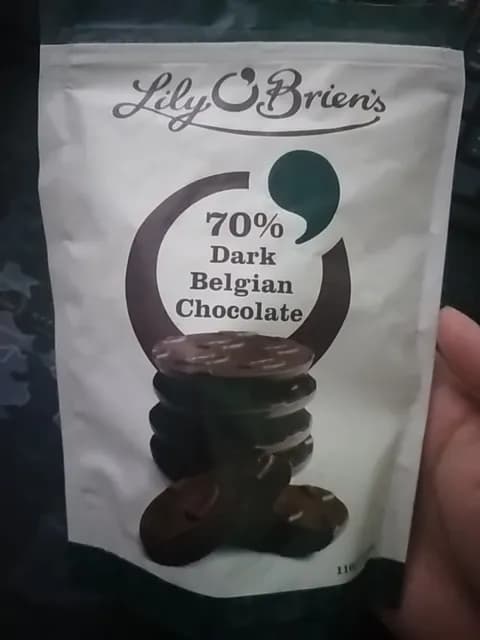 Lily O'Brien's
70%
Dark
Belgian
Chocolate